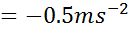 = −0.5ms⁻²